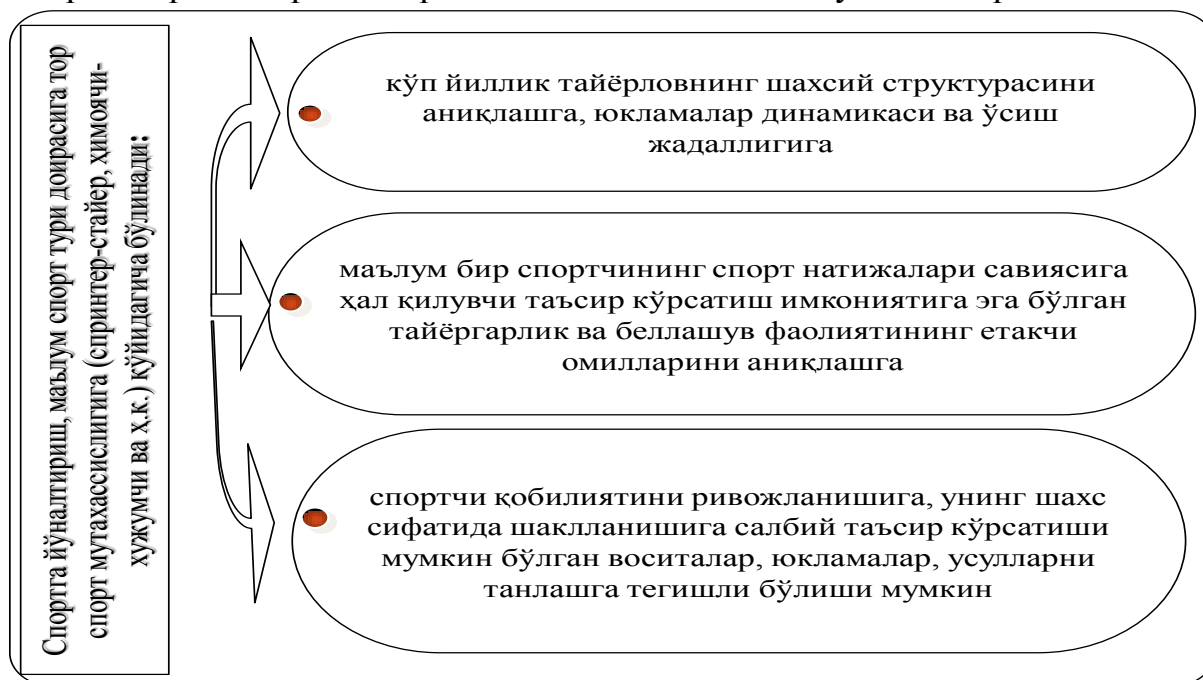 Спортга йўналтириш, маълум спорт тури доирасига тор
спорт мутахассислигига (спринтер-стайер, ҳимоячи-
хужумчи ва ҳ.к.) қўйидагича бўлинади:
кўп йиллик тайёрловнинг шахсий структурасини
аниқлашга, юкламалар динамикаси ва ўсиш
жадаллигига
маълум бир спортчининг спорт натижалари савиясига
ҳал қилувчи таъсир кўрсатиш имкониятига эга бўлган
тайёргарлик ва беллашув фаолиятининг етакчи
омилларини аниқлашга
спортчи қобилиятини ривожланишига, унинг шахс
сифатида шаклланишига салбий таъсир кўрсатиши
мумкин бўлган воситалар, юкламалар, усулларни
танлашга тегишли бўлиши мумкин